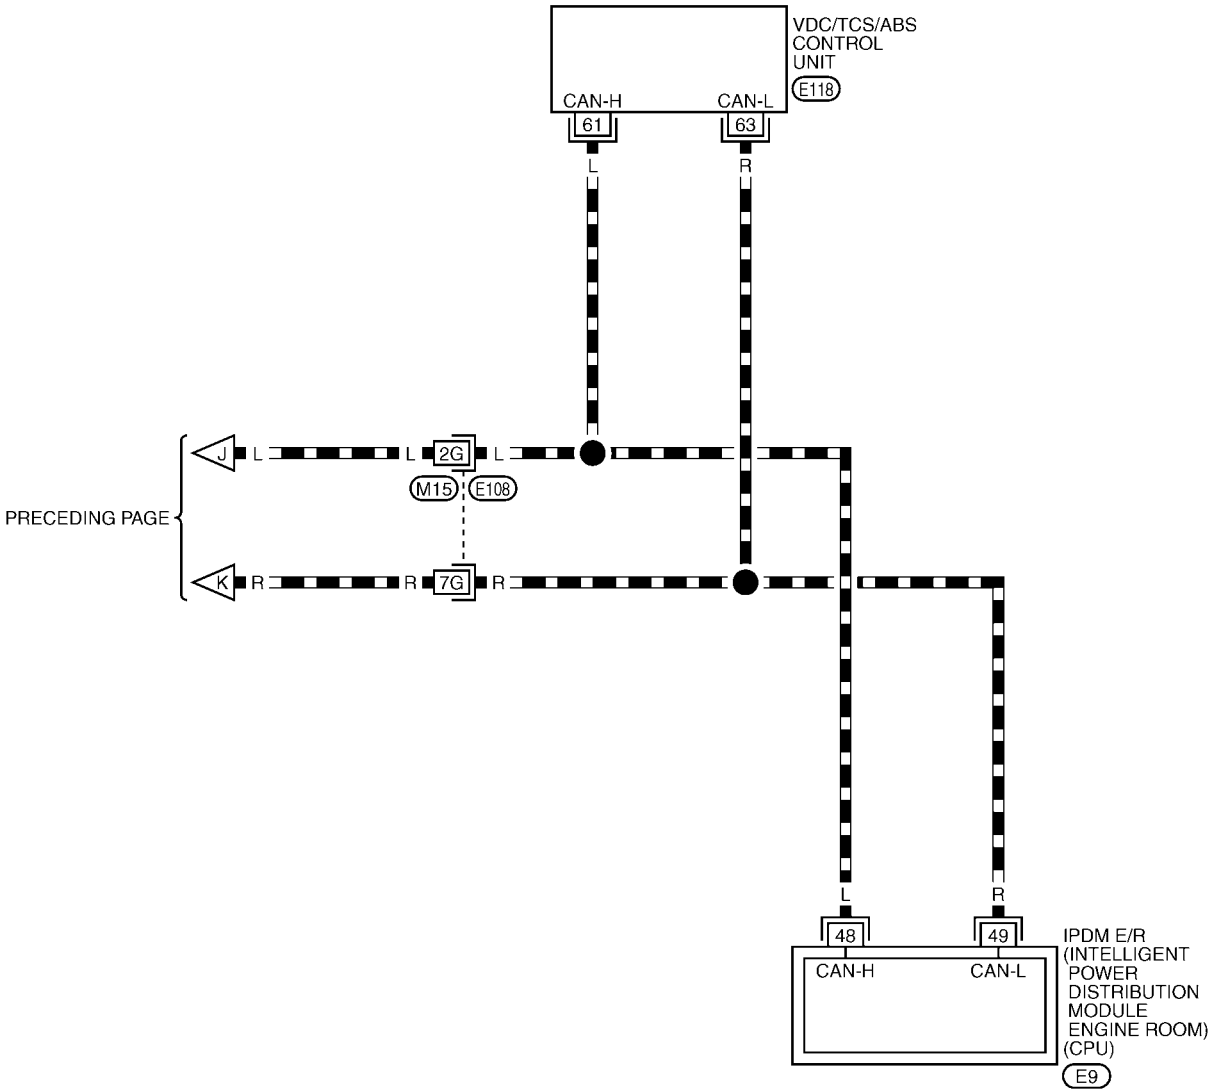 VDC/TCS/ABS
CONTROL
UNIT
E118
CAN-H CAN-L
61 63
L R
J L L 2G L
M15 E108
PRECEDING PAGE
K R R 7G R
L R
48 49
CAN-H CAN-L
IPDM E/R
(INTELLIGENT
POWER
DISTRIBUTION
MODULE
ENGINE ROOM)
(CPU)
E9